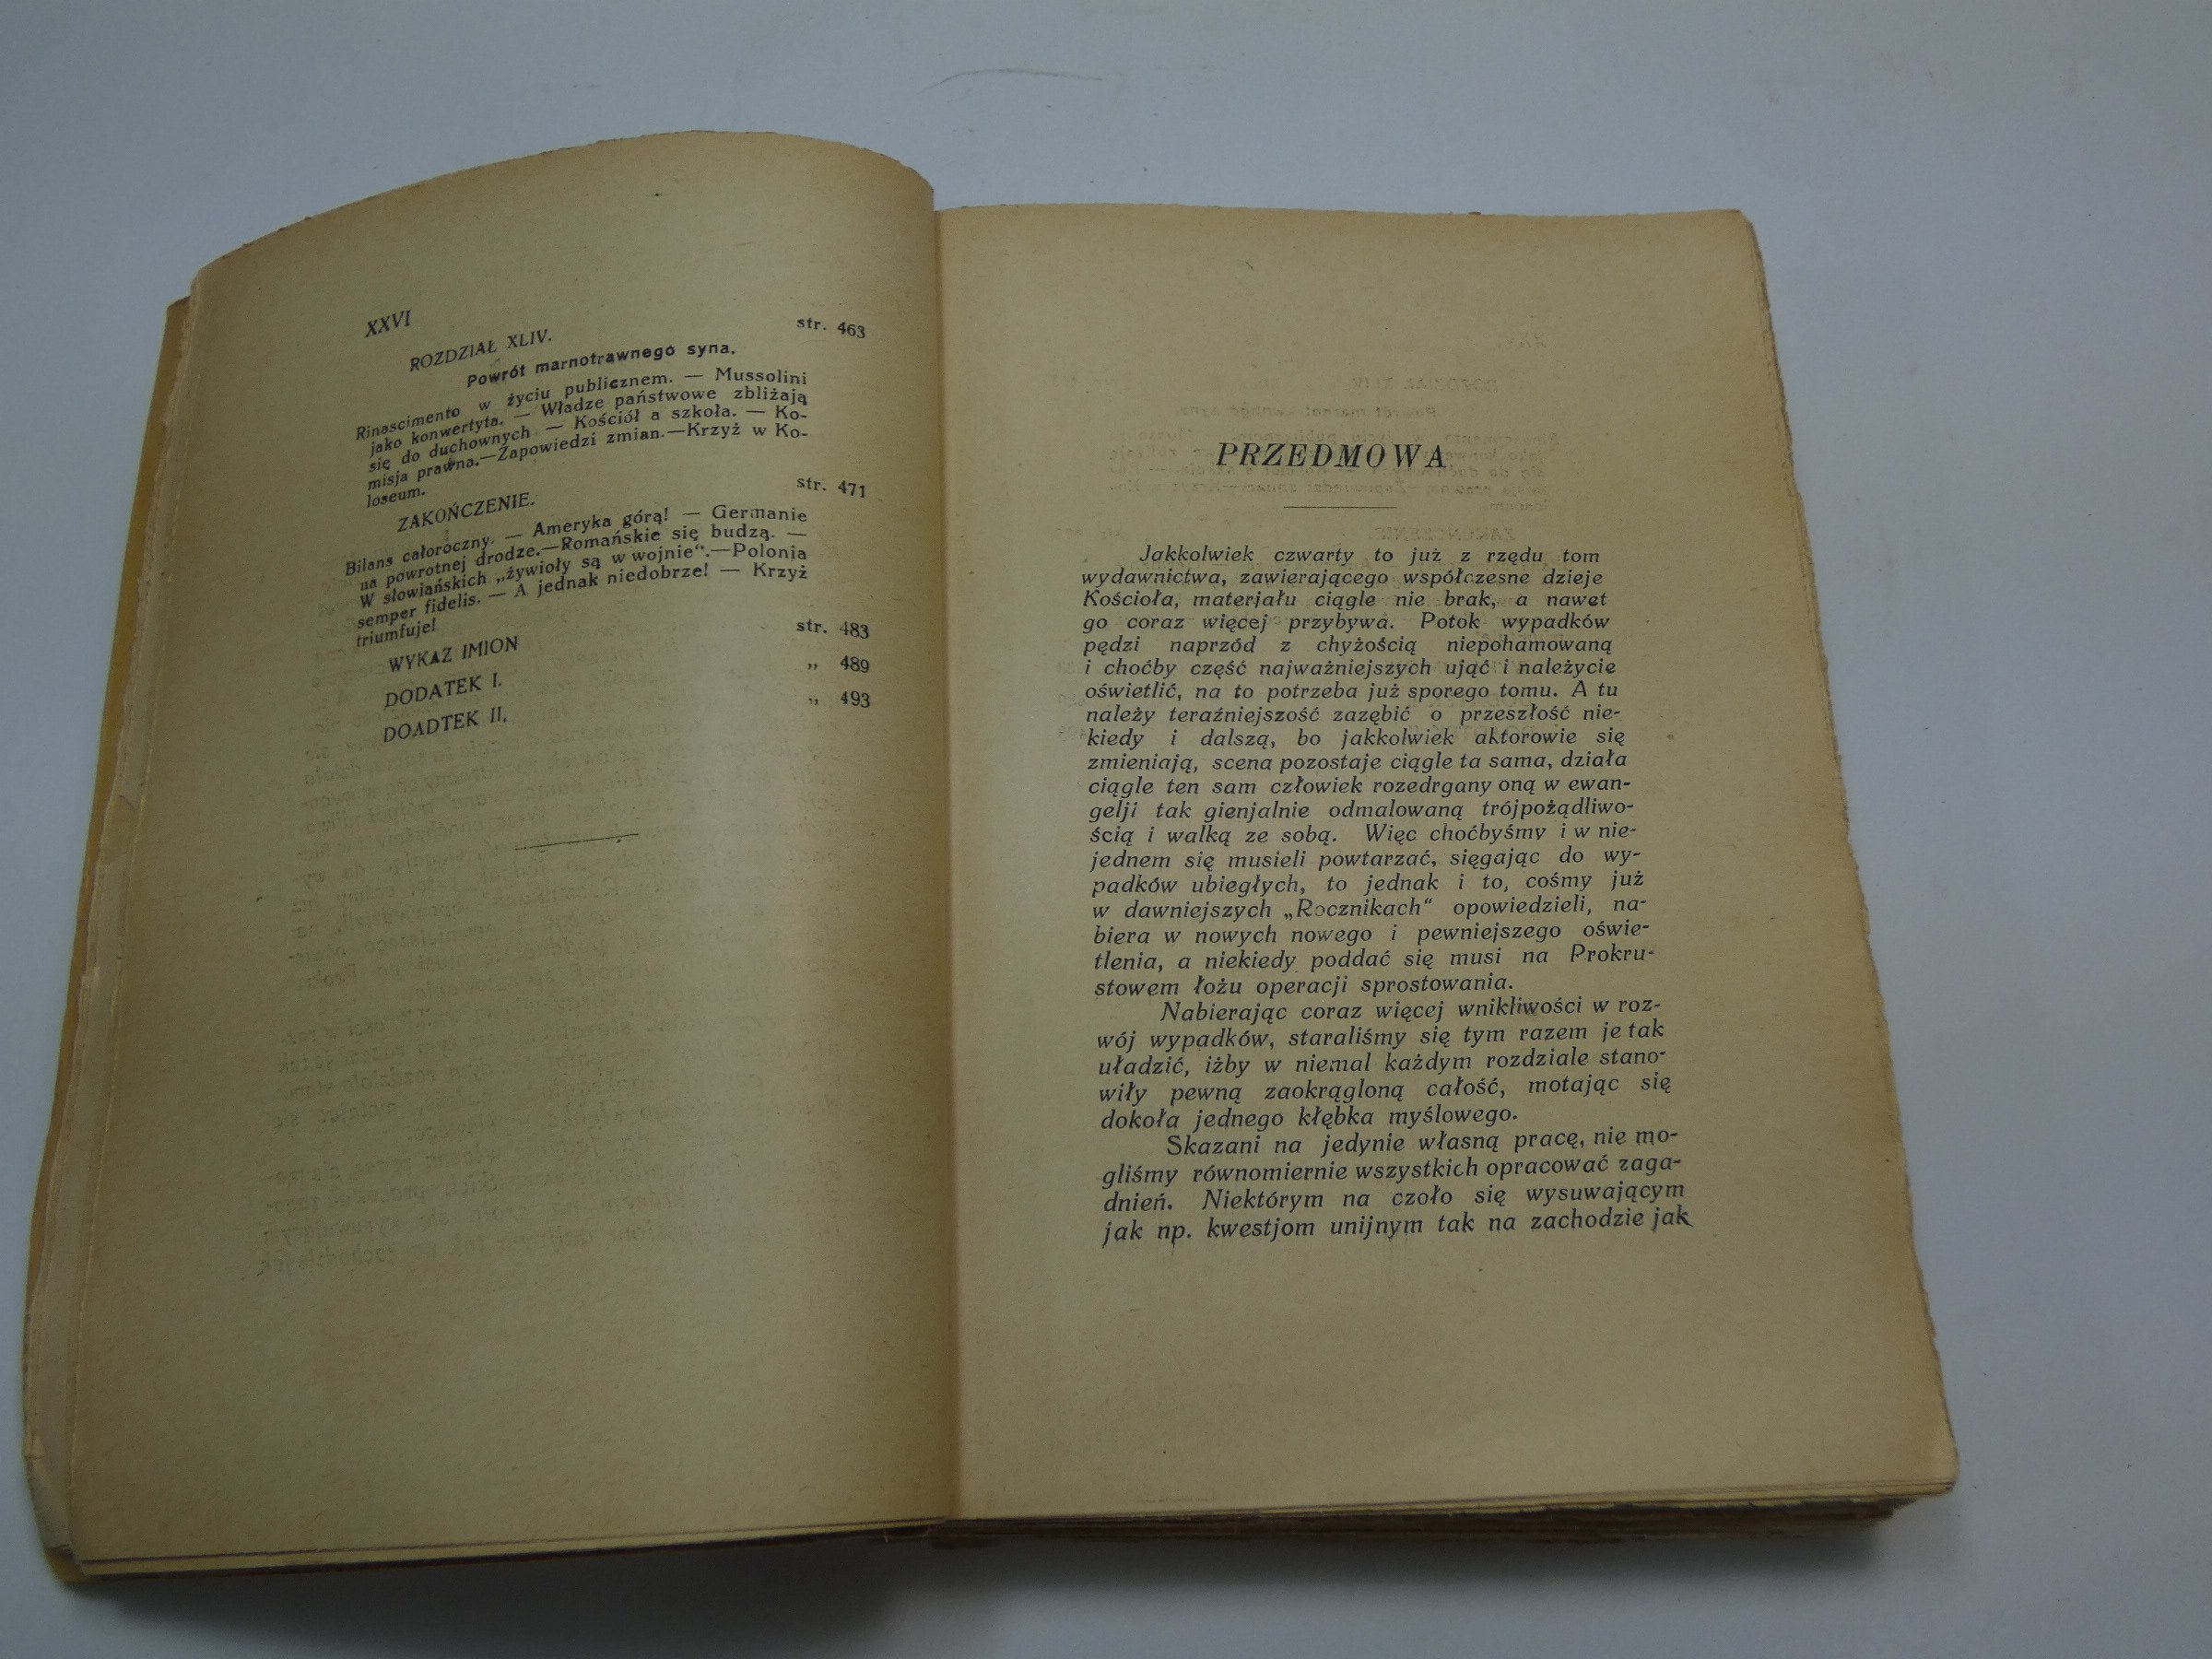 XXVI
ROZDZIAŁ XLIV. str. 463
Powrót marnotrawnego syna.
Rinascimento w życiu publicznem. — Mussolini
jako konwertyta. — Władze państwowe zbliżają
się do duchownych — Kościół a szkoła. — Ko-
misja prawna.—Zapowiedzi zmian.—Krzyż w Ko-
loseum.
ZAKOŃCZENIE. str. 471
Bilans całoroczny. — Ameryka górą! — Germanie
na powrotnej drodze.—Romańskie się budzą. —
W słowiańskich „żywioły są w wojnie“.—Polonia
semper fidelis. — A jednak niedobrze! — Krzyż
triumfuje!
WYKAZ IMION str. 483
DODATEK I. „ 489
DOADTEK II. „ 493
PRZEDMOWA
Jakkolwiek czwarty to już z rzędu tom
wydawnictwa, zawierającego współczesne dzieje
Kościoła, materjału ciągle nie brak, a nawet
go coraz więcej przybywa. Potok wypadków
pędzi naprzód z chyżością niepohamowaną
i choćby część najważniejszych ująć i należycie
oświetlić, na to potrzeba już sporego tomu. A tu
należy teraźniejszość zazębić o przeszłość nie-
kiedy i dalszą, bo jakkolwiek aktorowie się
zmieniają, scena pozostaje ciągle ta sama, działa
ciągle ten sam człowiek rozedrgany oną w ewan-
gelji tak gienjalnie odmalowaną trójpożądliwo-
ścią i walką ze sobą. Więc choćbyśmy i w nie-
jednem się musieli powtarzać, sięgając do wy-
padków ubiegłych, to jednak i to, cośmy już
w dawniejszych „Rocznikach“ opowiedzieli, na-
biera w nowych nowego i pewniejszego oświe-
tlenia, a niekiedy poddać się musi na Prokru-
stowem łożu operacji sprostowania.
Nabierając coraz więcej wnikliwości w roz-
wój wypadków, staraliśmy się tym razem je tak
uładzić, iżby w niemal każdym rozdziale stano-
wiły pewną zaokrągloną całość, motając się
dokoła jednego kłębka myślowego.
Skazani na jedynie własną pracę, nie mo-
gliśmy równomiernie wszystkich opracować zaga-
dnień. Niektórym na czoło się wysuwającym
jak np. kwestjom unijnym tak na zachodzie jak